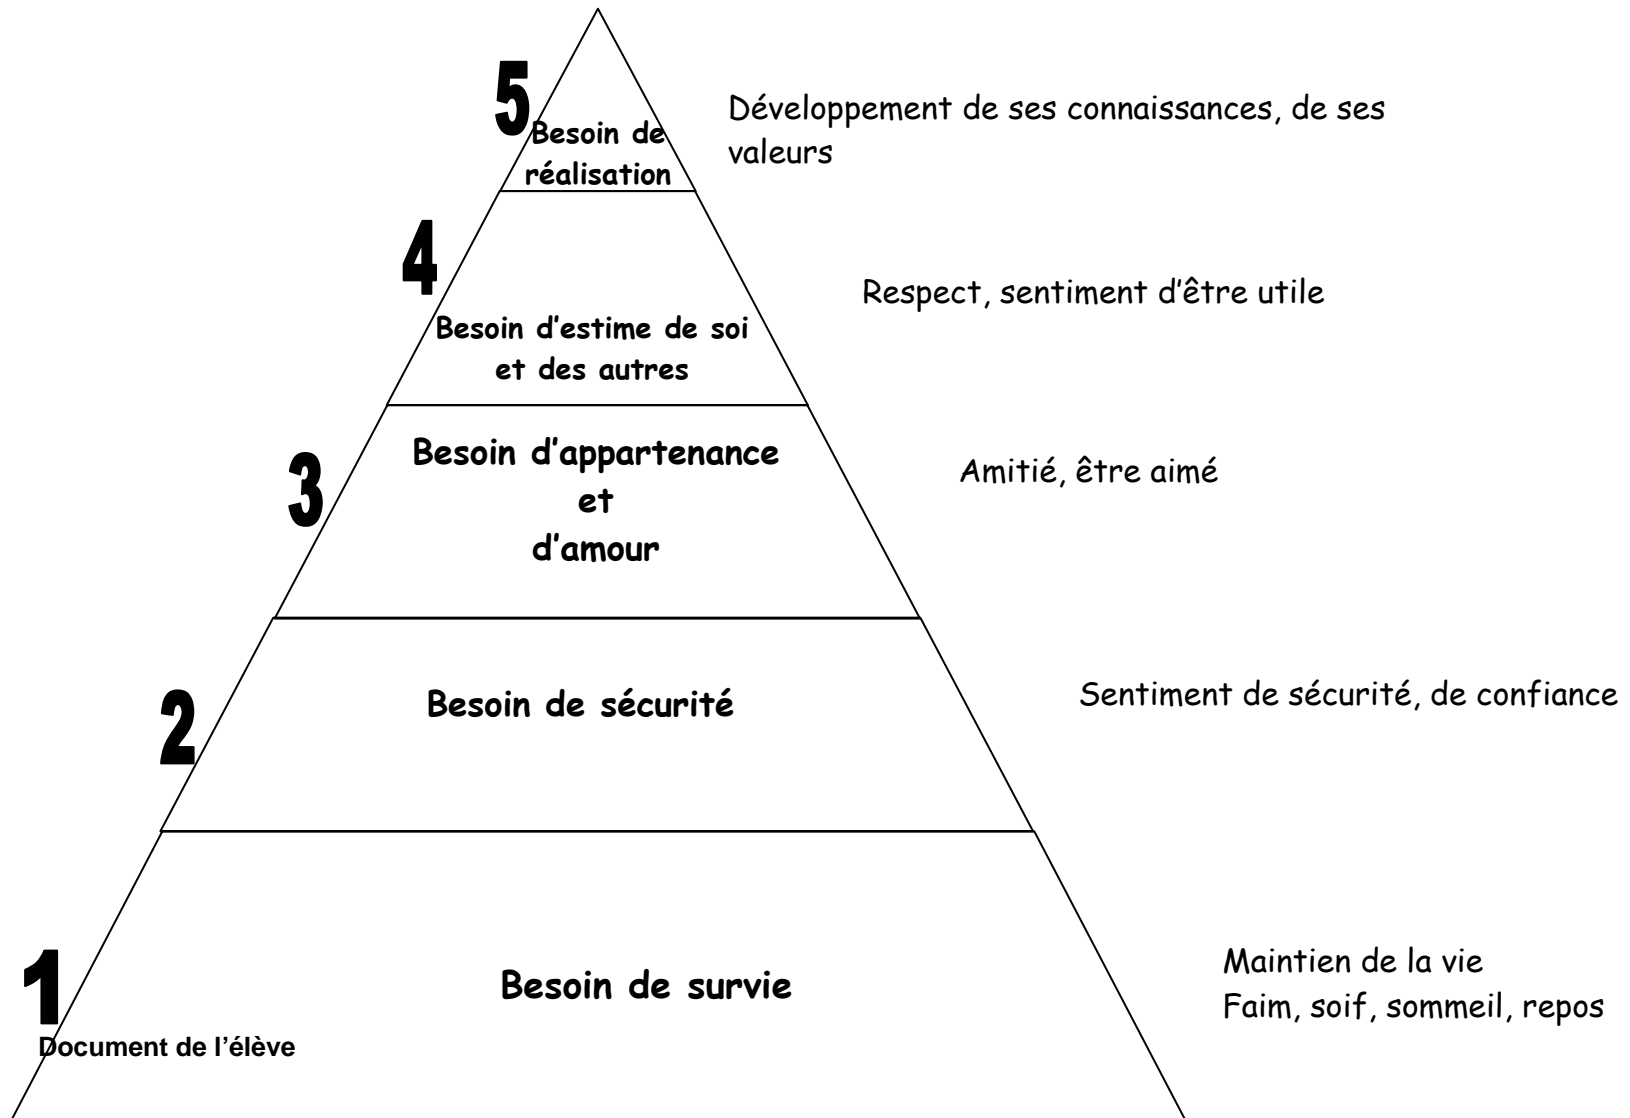 5
Besoin de
réalisation
Développement de ses connaissances, de ses
valeurs
4
Besoin d'estime de soi
et des autres
Respect, sentiment d'être utile
3
Besoin d'appartenance
et
d'amour
Amitié, être aimé
2
Besoin de sécurité
Sentiment de sécurité, de confiance
1
Besoin de survie
Maintien de la vie
Faim, soif, sommeil, repos
Document de l'élève